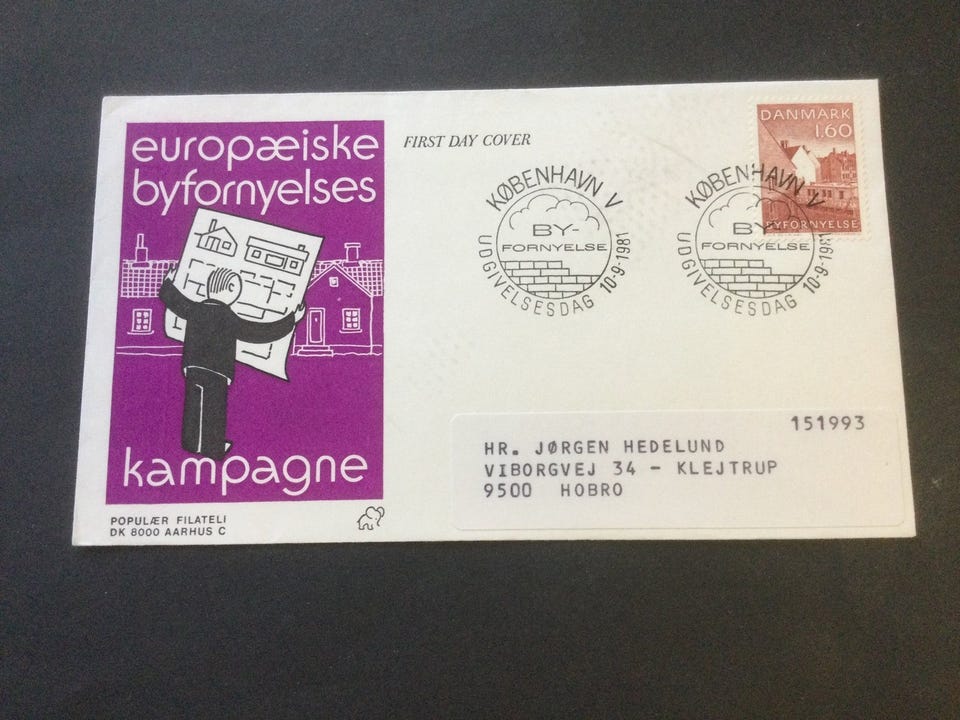 europæiske
byfornyelses
kampagne
POPULÆR FILATELI
DK 8000 AARHUS C
FIRST DAY COVER
KØBENHAVN V
BY-
FORNYELSE
UDGIVELSESDAG 10-9-1981
KØBENHAVN V
BY-
FORNYELSE
UDGIVELSESDAG 10-9-1981
DANMARK
1.60
BYFORNYELSE
151993
HR. JØRGEN HEDELUND
VIBORGVEJ 34 - KLEJTRUP
9500 HOBRO